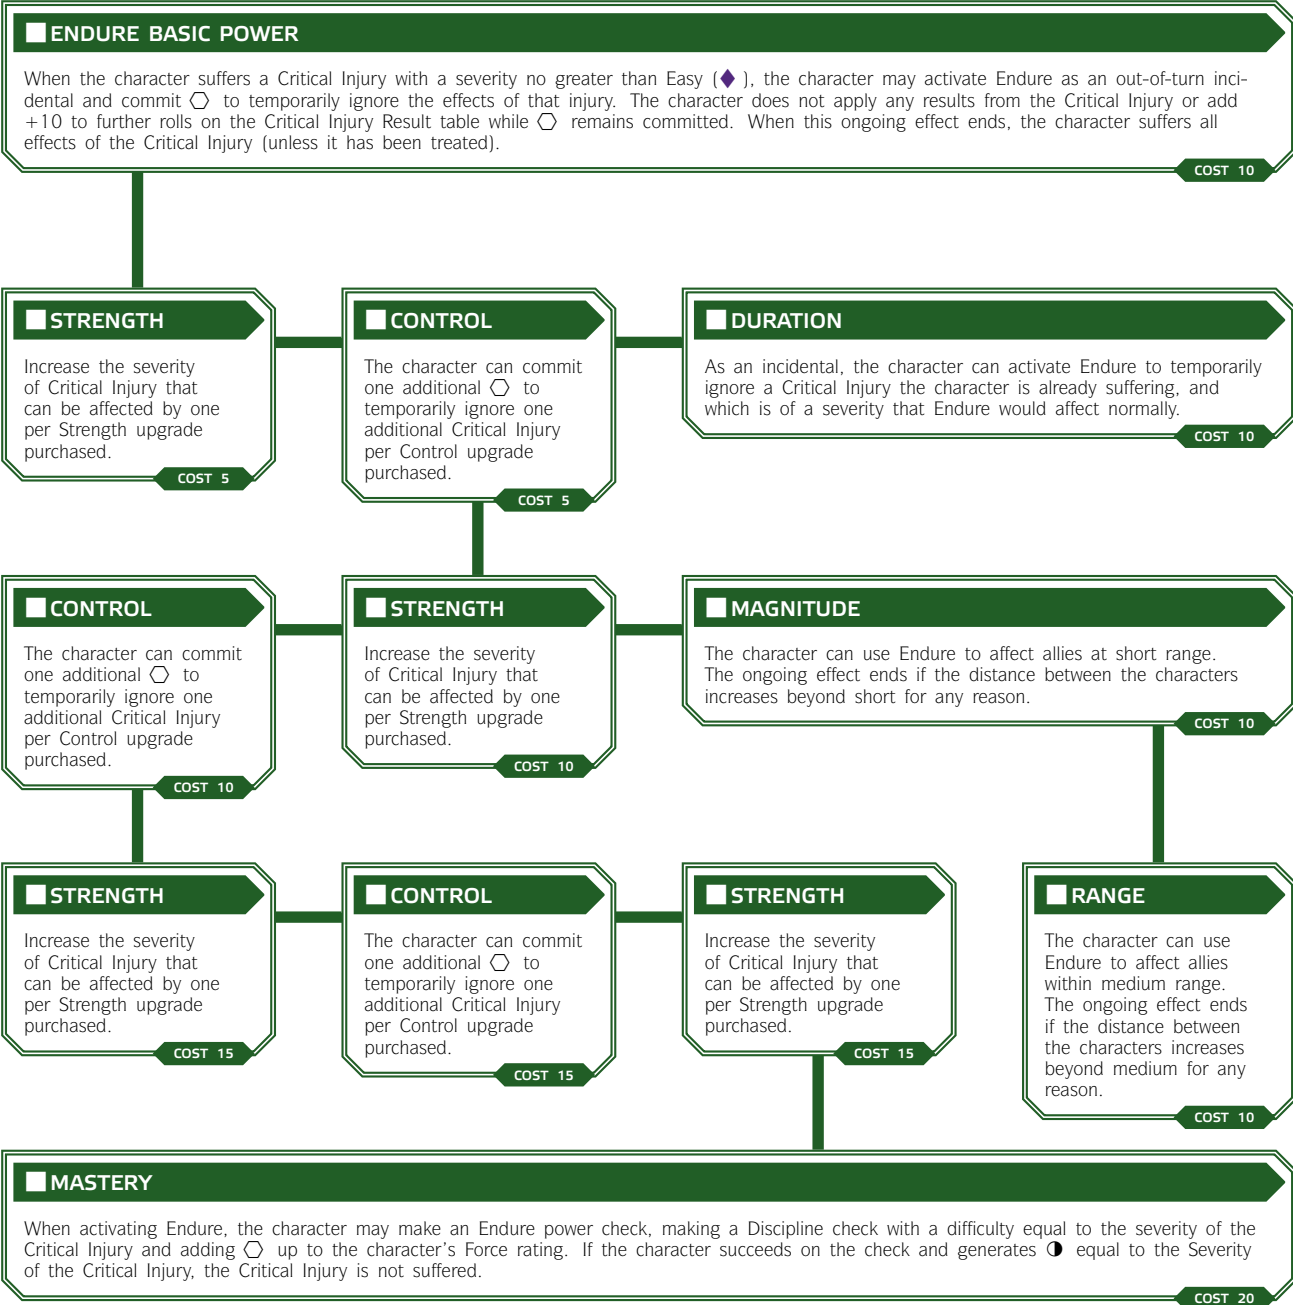 ENDURE BASIC POWER
When the character suffers a Critical Injury with a severity no greater than Easy (♦ ), the character may activate Endure as an out-of-turn inci-
dental and commit ⬡ to temporarily ignore the effects of that injury. The character does not apply any results from the Critical Injury or add
+10 to further rolls on the Critical Injury Result table while ⬡ remains committed. When this ongoing effect ends, the character suffers all
effects of the Critical Injury (unless it has been treated).
COST 10
STRENGTH
Increase the severity
of Critical Injury that
can be affected by one
per Strength upgrade
purchased.
COST 5
CONTROL
The character can commit
one additional ⬡ to
temporarily ignore one
additional Critical Injury
per Control upgrade
purchased.
COST 5
DURATION
As an incidental, the character can activate Endure to temporarily
ignore a Critical Injury the character is already suffering, and
which is of a severity that Endure would affect normally.
COST 10
CONTROL
The character can commit
one additional ⬡ to
temporarily ignore one
additional Critical Injury
per Control upgrade
purchased.
COST 10
STRENGTH
Increase the severity
of Critical Injury that
can be affected by one
per Strength upgrade
purchased.
COST 10
MAGNITUDE
The character can use Endure to affect allies at short range.
The ongoing effect ends if the distance between the characters
increases beyond short for any reason.
COST 10
STRENGTH
Increase the severity
of Critical Injury that
can be affected by one
per Strength upgrade
purchased.
COST 15
CONTROL
The character can commit
one additional ⬡ to
temporarily ignore one
additional Critical Injury
per Control upgrade
purchased.
COST 15
STRENGTH
Increase the severity
of Critical Injury that
can be affected by one
per Strength upgrade
purchased.
COST 15
RANGE
The character can use
Endure to affect allies
within medium range.
The ongoing effect ends
if the distance between
the characters increases
beyond medium for any
reason.
COST 10
MASTERY
When activating Endure, the character may make an Endure power check, making a Discipline check with a difficulty equal to the severity of the
Critical Injury and adding ⬡ up to the character's Force rating. If the character succeeds on the check and generates ◑ equal to the Severity
of the Critical Injury, the Critical Injury is not suffered.
COST 20